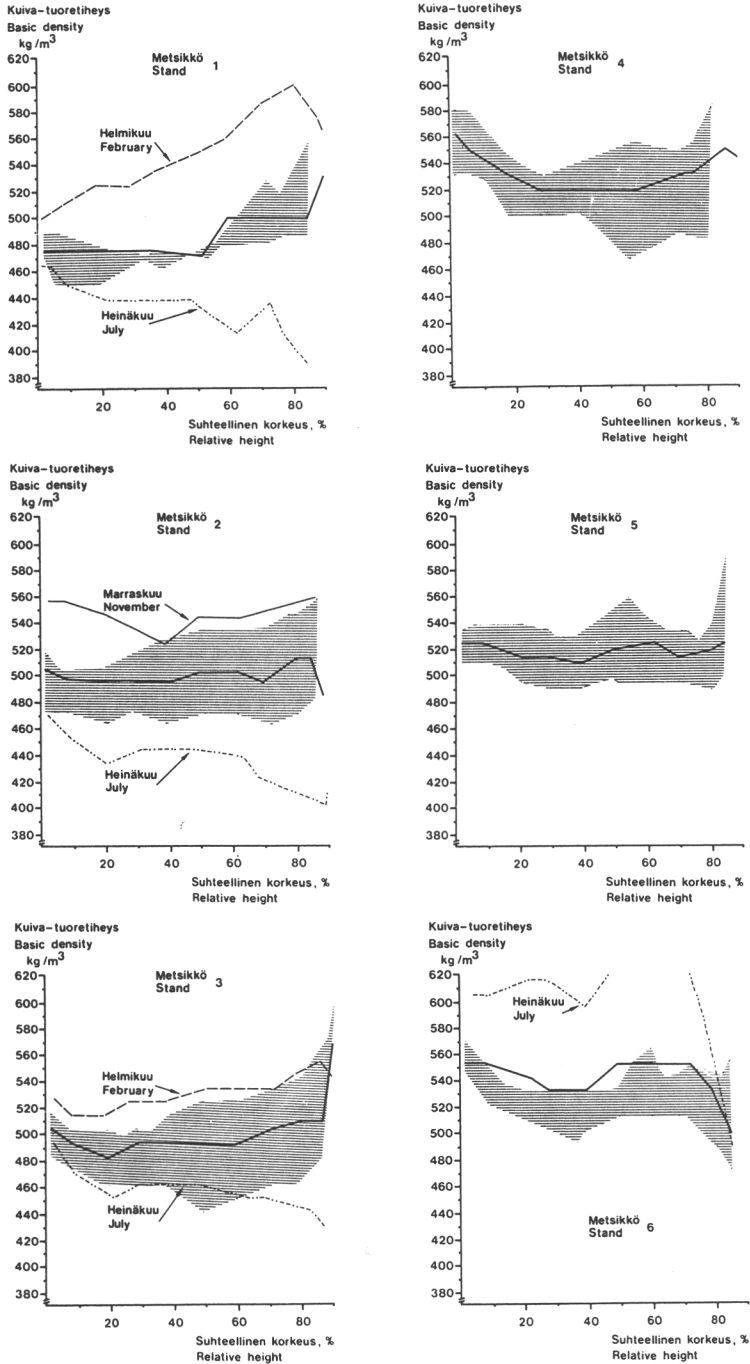 Kuiva-tuoretiheys
Basic density
kg/m³
Metsikkö
Stand 1
620
600
580
560
540
520
500
480
460
440
420
400
380
Helmikuu
February
Heinäkuu
July
20 40 60 80
Suhteellinen korkeus, %
Relative height
Kuiva-tuoretiheys
Basic density
kg/m³
Metsikkö
Stand 4
620
600
580
560
540
520
500
480
460
440
420
400
380
20 40 60 80
Suhteellinen korkeus, %
Relative height
Kuiva-tuoretiheys
Basic density
kg/m³
Metsikkö
Stand 2
620
600
580
560
540
520
500
480
460
440
420
400
380
Marraskuu
November
Heinäkuu
July
20 40 60 80
Suhteellinen korkeus, %
Relative height
Kuiva-tuoretiheys
Basic density
kg/m³
Metsikkö
Stand 5
620
600
580
560
540
520
500
480
460
440
420
400
380
20 40 60 80
Suhteellinen korkeus, %
Relative height
Kuiva-tuoretiheys
Basic density
kg/m³
Metsikkö
Stand 3
620
600
580
560
540
520
500
480
460
440
420
400
380
Helmikuu
February
Heinäkuu
July
20 40 60 80
Suhteellinen korkeus, %
Relative height
Kuiva-tuoretiheys
Basic density
kg/m³
620
600
580
560
540
520
500
480
460
440
420
400
380
Heinäkuu
July
Metsikkö
Stand 6
20 40 60 80
Suhteellinen korkeus, %
Relative height